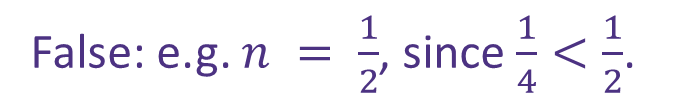 False: e.g. n = 1/2, since 1/4 < 1/2.